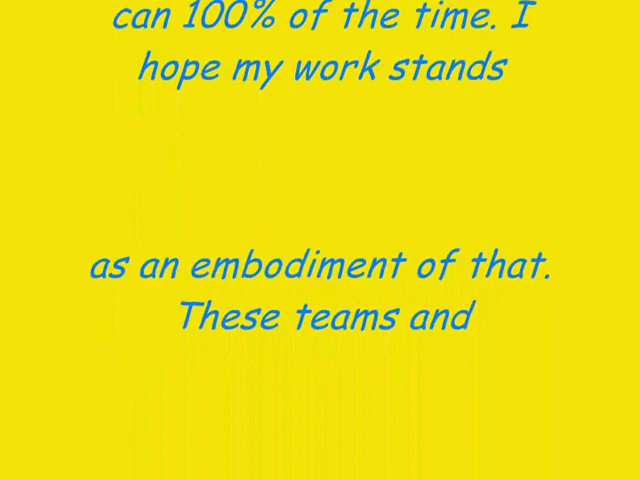 can 100% of the time. I
hope my work stands
as an embodiment of that.
These teams and